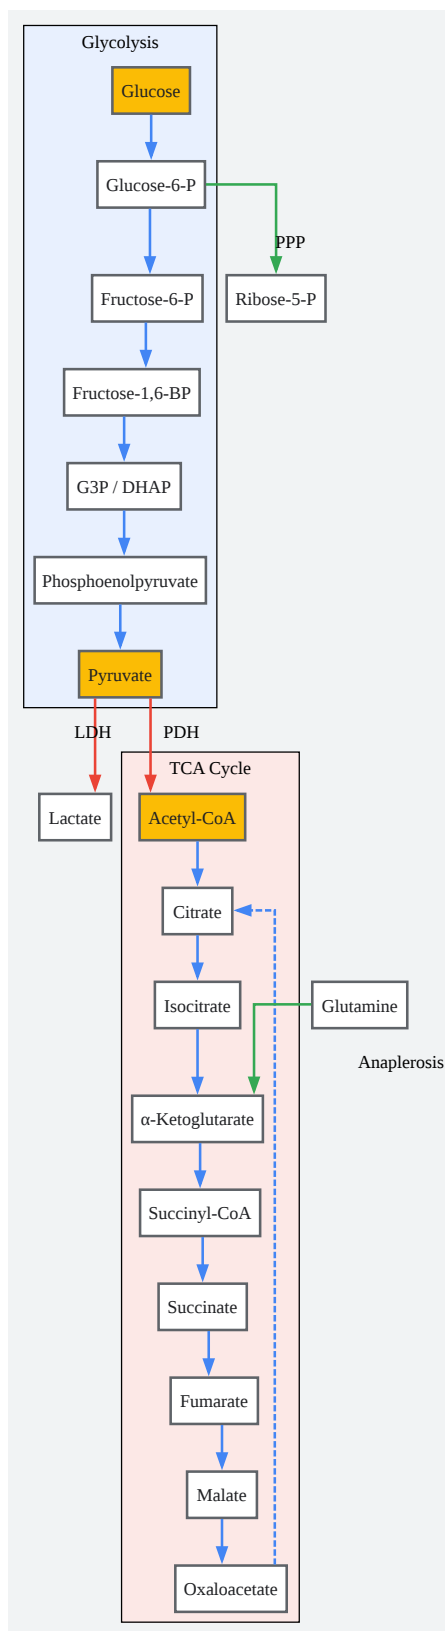 Glycolysis
Glucose
Glucose-6-P
PPP
Fructose-6-P
Ribose-5-P
Fructose-1,6-BP
G3P / DHAP
Phosphoenolpyruvate
Pyruvate
LDH
PDH
TCA Cycle
Lactate
Acetyl-CoA
Citrate
Isocitrate
Glutamine
Anaplerosis
α-Ketoglutarate
Succinyl-CoA
Succinate
Fumarate
Malate
Oxaloacetate